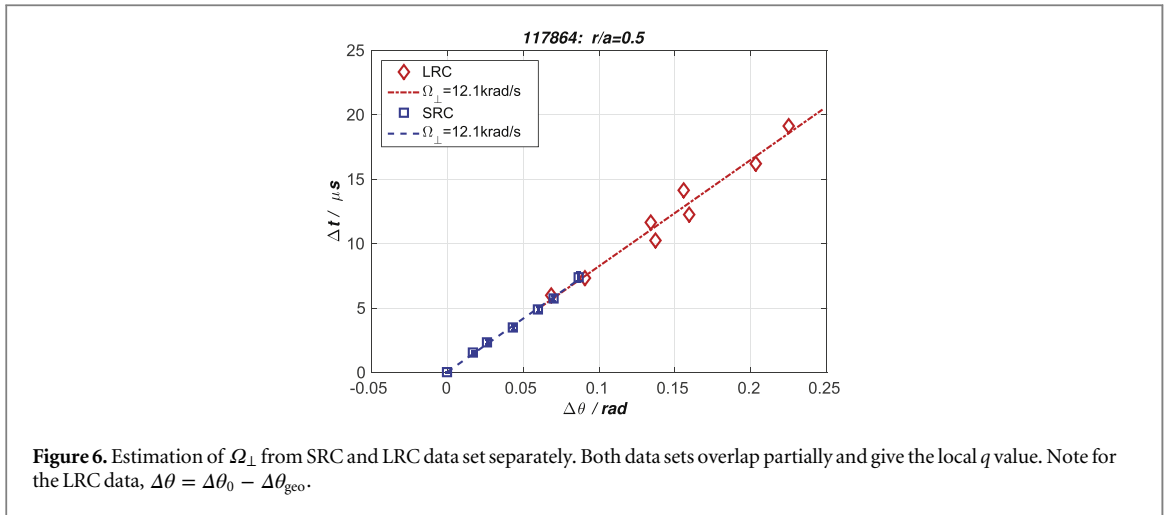 117864: r/a=0.5
25
20
15
10
5
0
Δt / μs
LRC
Ω⊥=12.1krad/s
SRC
Ω⊥=12.1krad/s
-0.05 0 0.05 0.1 0.15 0.2 0.25
Δθ / rad
Figure 6. Estimation of Ω⊥ from SRC and LRC data set separately. Both data sets overlap partially and give the local q value. Note for
the LRC data, Δθ = Δθ₀ − Δθgeo.